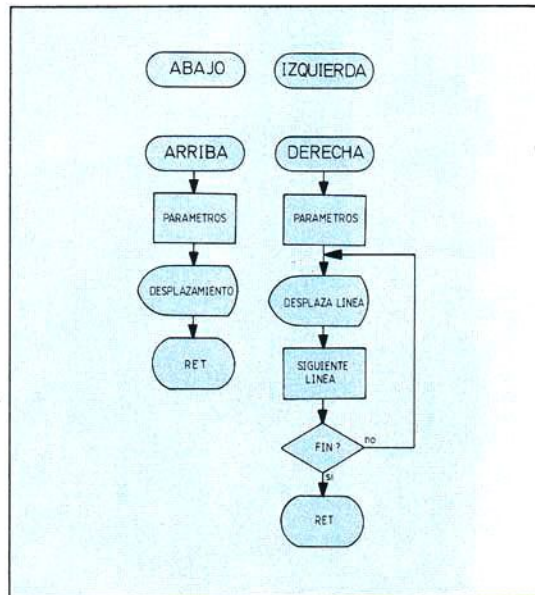 ABAJO
IZQUIERDA
ARRIBA
PARAMETROS
DESPLAZAMIENTO
RET
DERECHA
PARAMETROS
DESPLAZA LINEA
SIGUIENTE
LINEA
FIN ?
no
si
RET